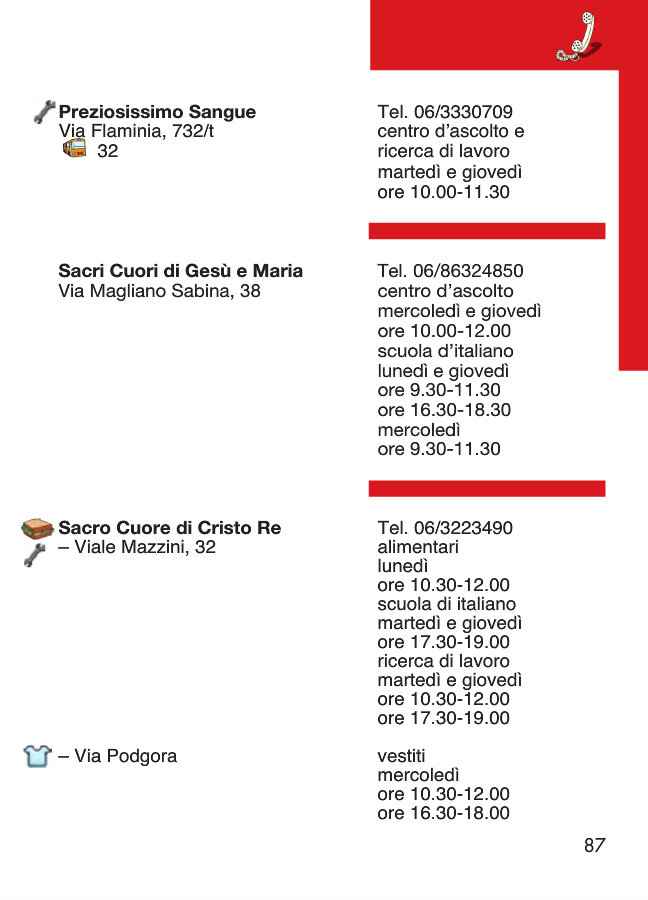 Preziosissimo Sangue
Via Flaminia, 732/t
32
Tel. 06/3330709
centro d'ascolto e
ricerca di lavoro
martedì e giovedì
ore 10.00-11.30
Sacri Cuori di Gesù e Maria
Via Magliano Sabina, 38
Tel. 06/86324850
centro d'ascolto
mercoledì e giovedì
ore 10.00-12.00
scuola d'italiano
lunedì e giovedì
ore 9.30-11.30
ore 16.30-18.30
mercoledì
ore 9.30-11.30
Sacro Cuore di Cristo Re
– Viale Mazzini, 32
Tel. 06/3223490
alimentari
lunedì
ore 10.30-12.00
scuola di italiano
martedì e giovedì
ore 17.30-19.00
ricerca di lavoro
martedì e giovedì
ore 10.30-12.00
ore 17.30-19.00
– Via Podgora
vestiti
mercoledì
ore 10.30-12.00
ore 16.30-18.00
87